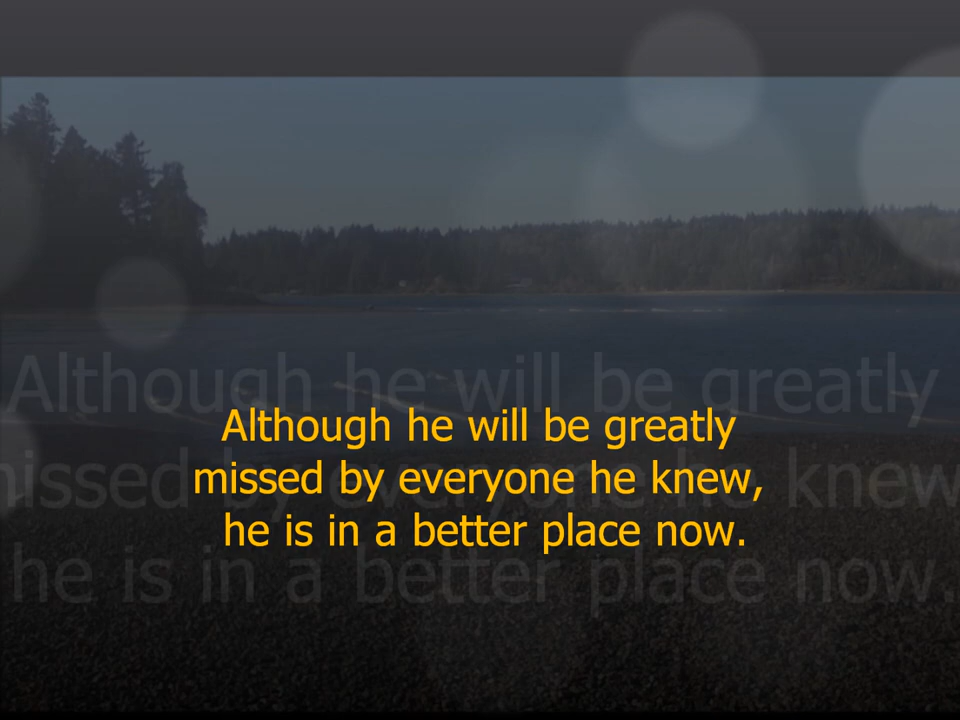 Although he will be greatly
missed by everyone he knew,
he is in a better place now.